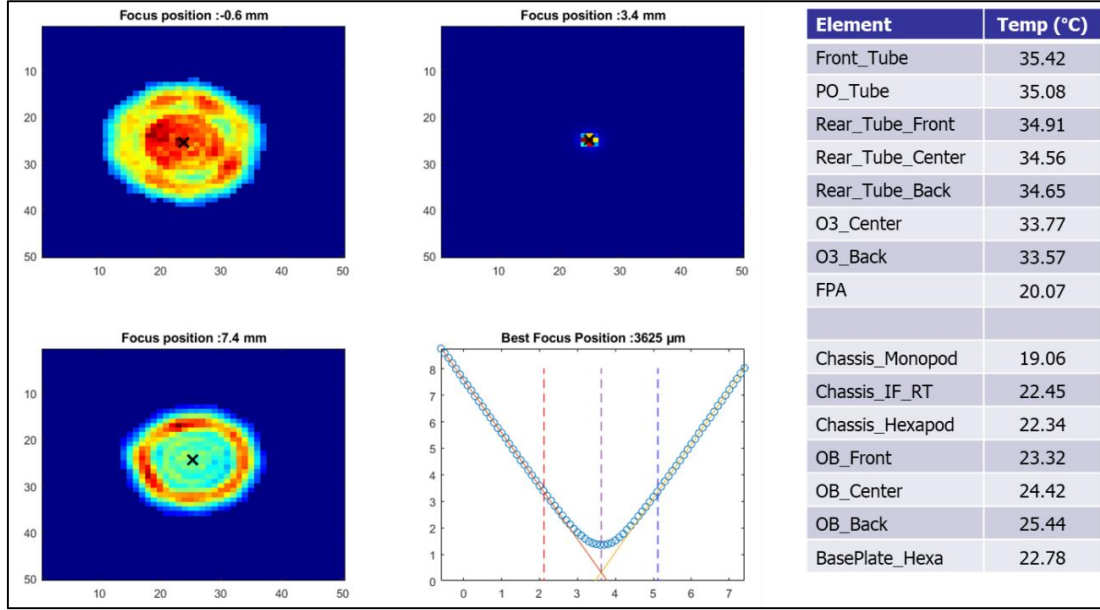 Focus position :-0.6 mm
10
20
30
40
50
10 20 30 40 50
Focus position :3.4 mm
10
20
30
40
50
10 20 30 40 50
Focus position :7.4 mm
10
20
30
40
50
10 20 30 40 50
Best Focus Position :3625 µm
8
7
6
5
4
3
2
1
0
0 1 2 3 4 5 6 7
Element Temp (°C)
Front_Tube 35.42
PO_Tube 35.08
Rear_Tube_Front 34.91
Rear_Tube_Center 34.56
Rear_Tube_Back 34.65
O3_Center 33.77
O3_Back 33.57
FPA 20.07
Chassis_Monopod 19.06
Chassis_IF_RT 22.45
Chassis_Hexapod 22.34
OB_Front 23.32
OB_Center 24.42
OB_Back 25.44
BasePlate_Hexa 22.78